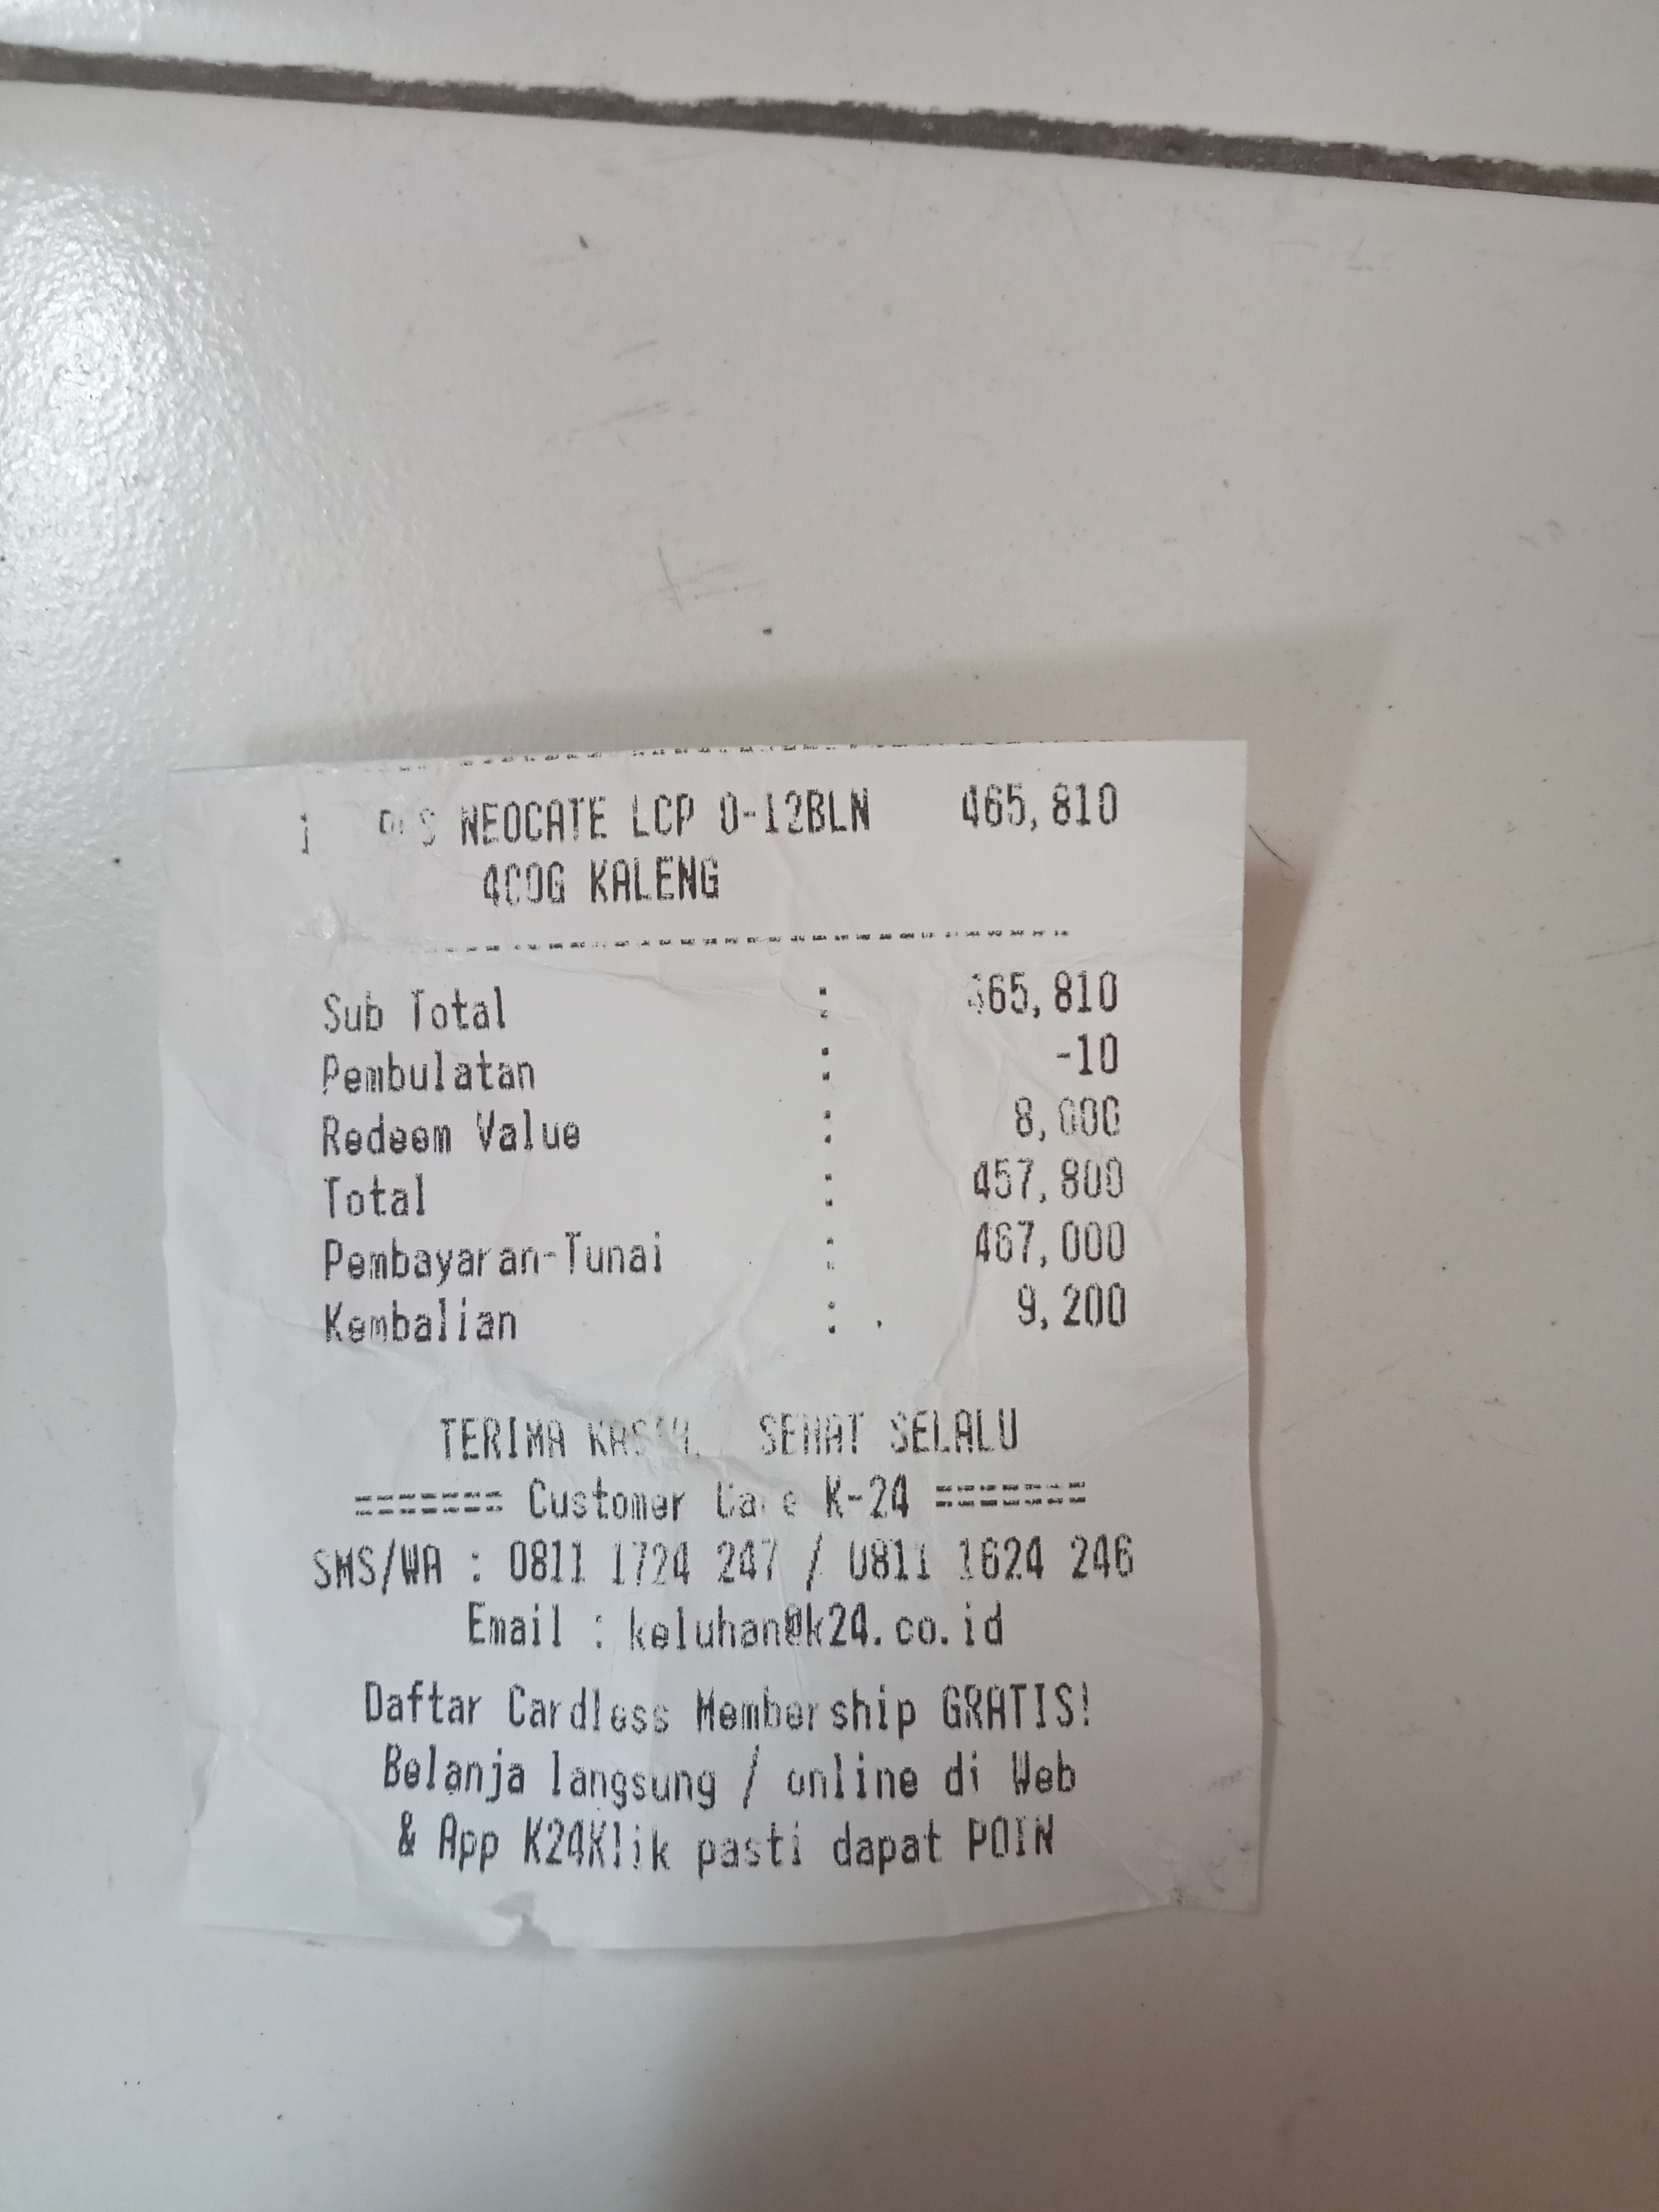 1 PCS NEOCATE LCP 0-12BLN 465,810
400G KALENG
Sub Total : 465,810
Pembulatan : -10
Redeem Value : 8,000
Total : 457,800
Pembayaran-Tunai : 467,000
Kembalian : 9,200
TERIMA KASIH, SEHAT SELALU
======= Customer Care K-24 =======
SMS/WA : 0811 1724 247 / 0811 1624 246
Email : keluhan@k24.co.id
Daftar Cardless Membership GRATIS!
Belanja langsung / online di Web
& App K24Klik pasti dapat POIN